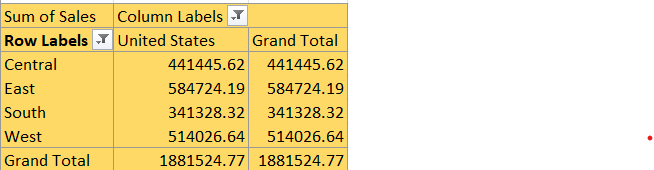 Sum of Sales Column Labels
Row Labels United States Grand Total
Central 441445.62 441445.62
East 584724.19 584724.19
South 341328.32 341328.32
West 514026.64 514026.64
Grand Total 1881524.77 1881524.77